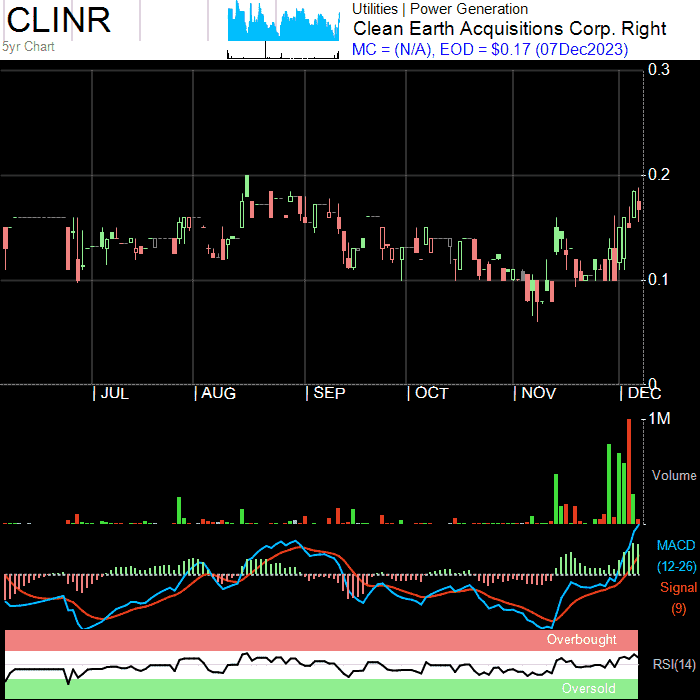 CLINR
5yr Chart
Utilities | Power Generation
Clean Earth Acquisitions Corp. Right
MC = (N/A), EOD = $0.17 (07Dec2023)
0.3
0.2
0.1
0
| JUL | AUG | SEP | OCT | NOV | DEC
1M
Volume
MACD
(12-26)
Signal
(9)
Overbought
RSI(14)
Oversold